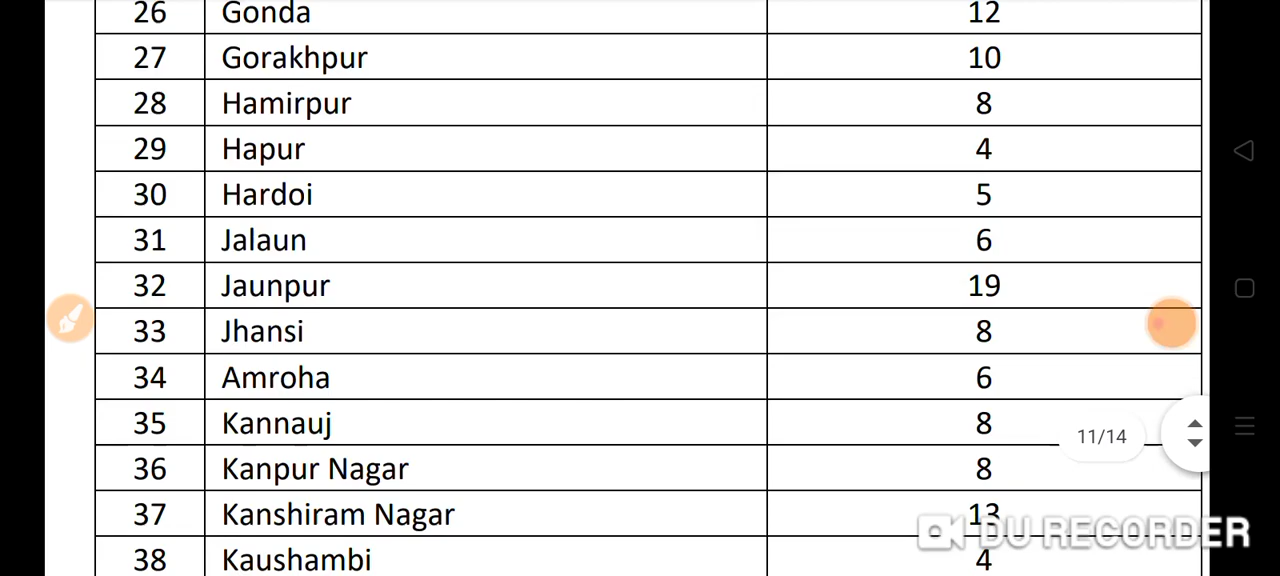 26 Gonda 12
27 Gorakhpur 10
28 Hamirpur 8
29 Hapur 4
30 Hardoi 5
31 Jalaun 6
32 Jaunpur 19
33 Jhansi 8
34 Amroha 6
35 Kannauj 8
11/14
36 Kanpur Nagar 8
37 Kanshiram Nagar 13
DU RECORDER
38 Kaushambi 4